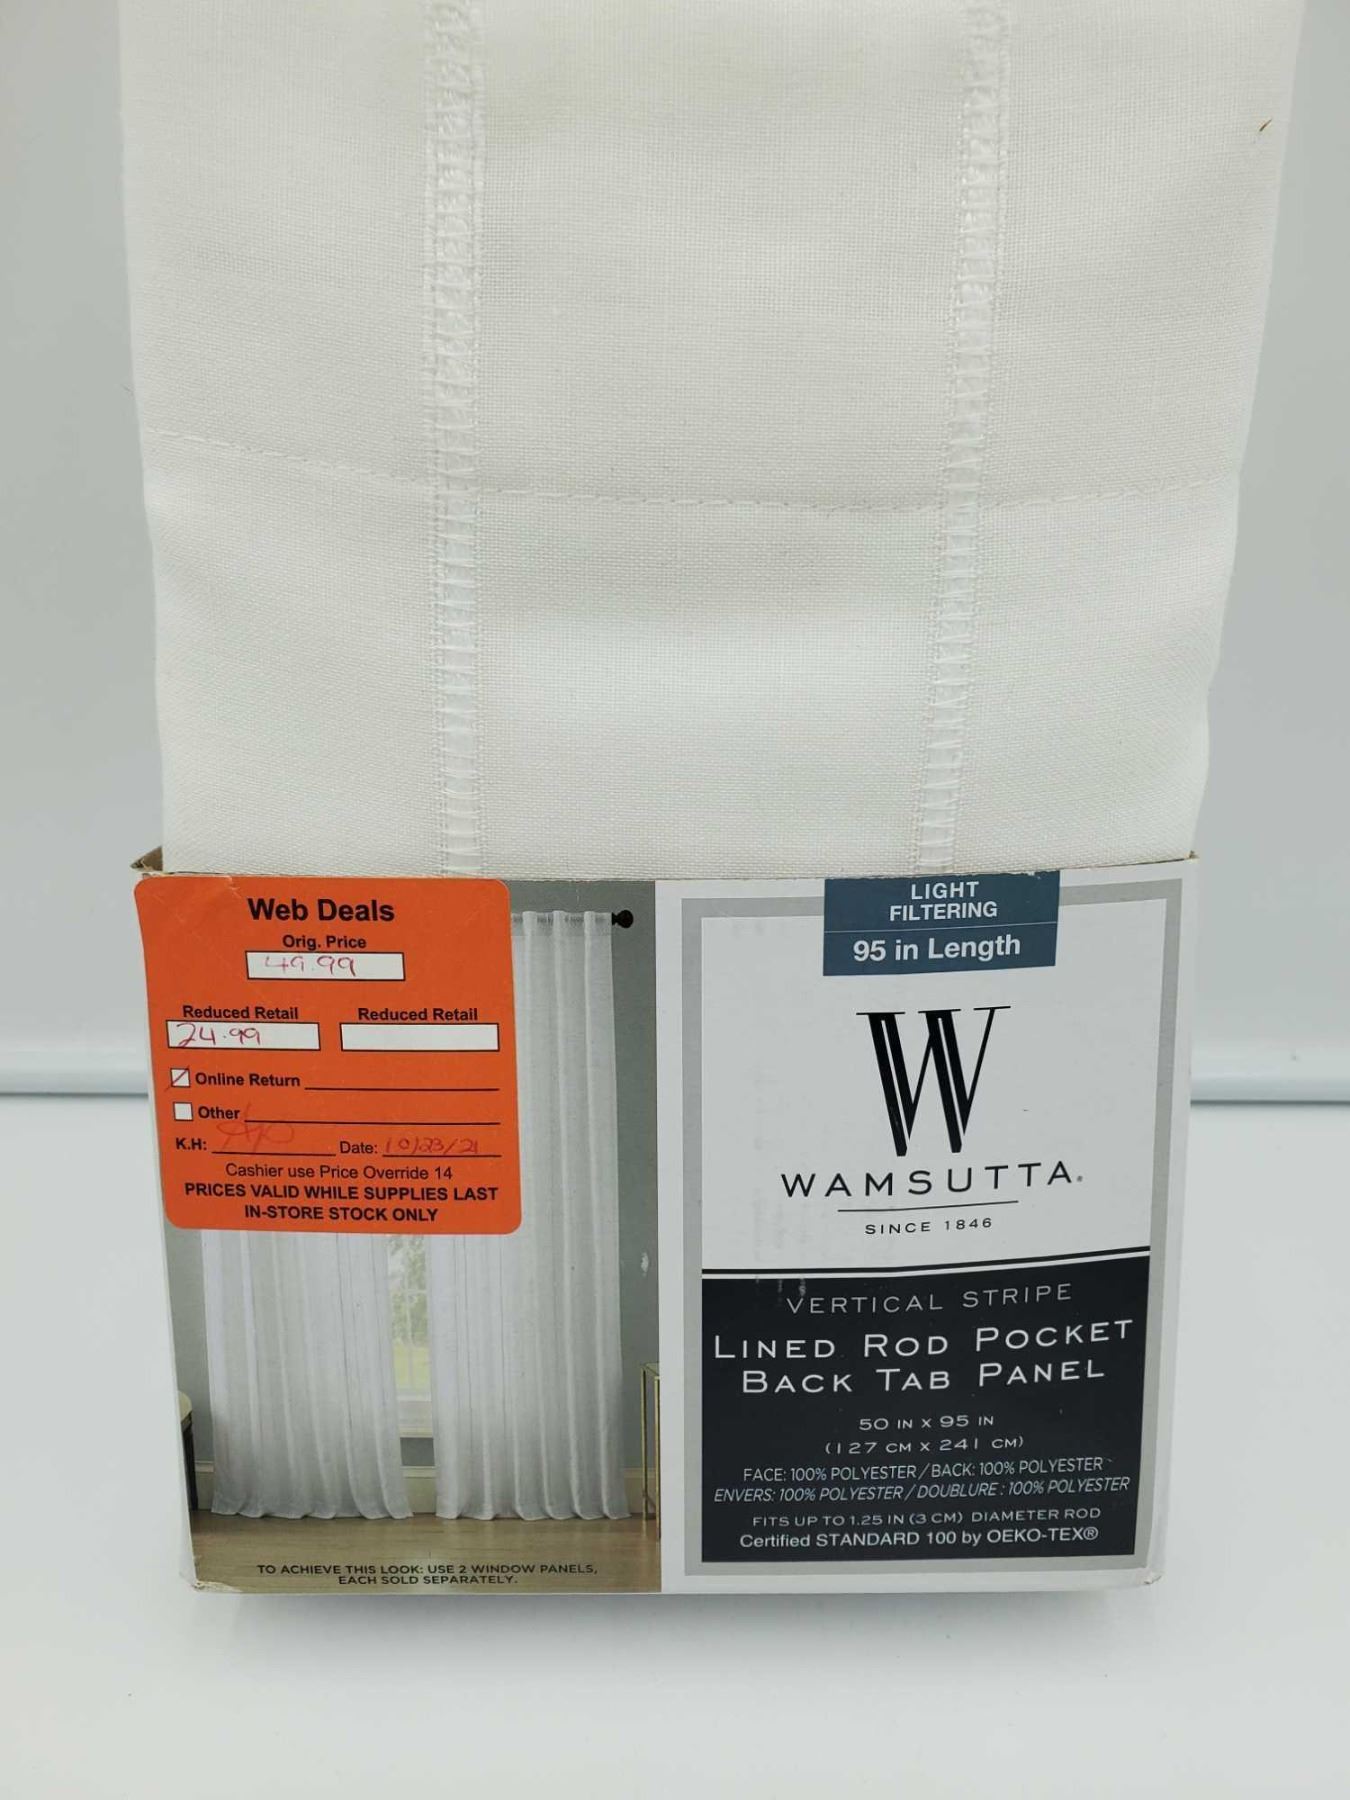 Web Deals
Orig. Price
49.99
Reduced Retail Reduced Retail
24.99
Online Return
Other
K.H: Date: 10/23/21
Cashier use Price Override 14
PRICES VALID WHILE SUPPLIES LAST
IN-STORE STOCK ONLY
TO ACHIEVE THIS LOOK: USE 2 WINDOW PANELS,
EACH SOLD SEPARATELY.
LIGHT
FILTERING
95 in Length
W
WAMSUTTA®
SINCE 1846
VERTICAL STRIPE
LINED ROD POCKET
BACK TAB PANEL
50 IN X 95 IN
(127 CM X 241 CM)
FACE: 100% POLYESTER / BACK: 100% POLYESTER
ENVERS: 100% POLYESTER / DOUBLURE : 100% POLYESTER
FITS UP TO 1.25 IN (3 CM) DIAMETER ROD
Certified STANDARD 100 by OEKO-TEX®